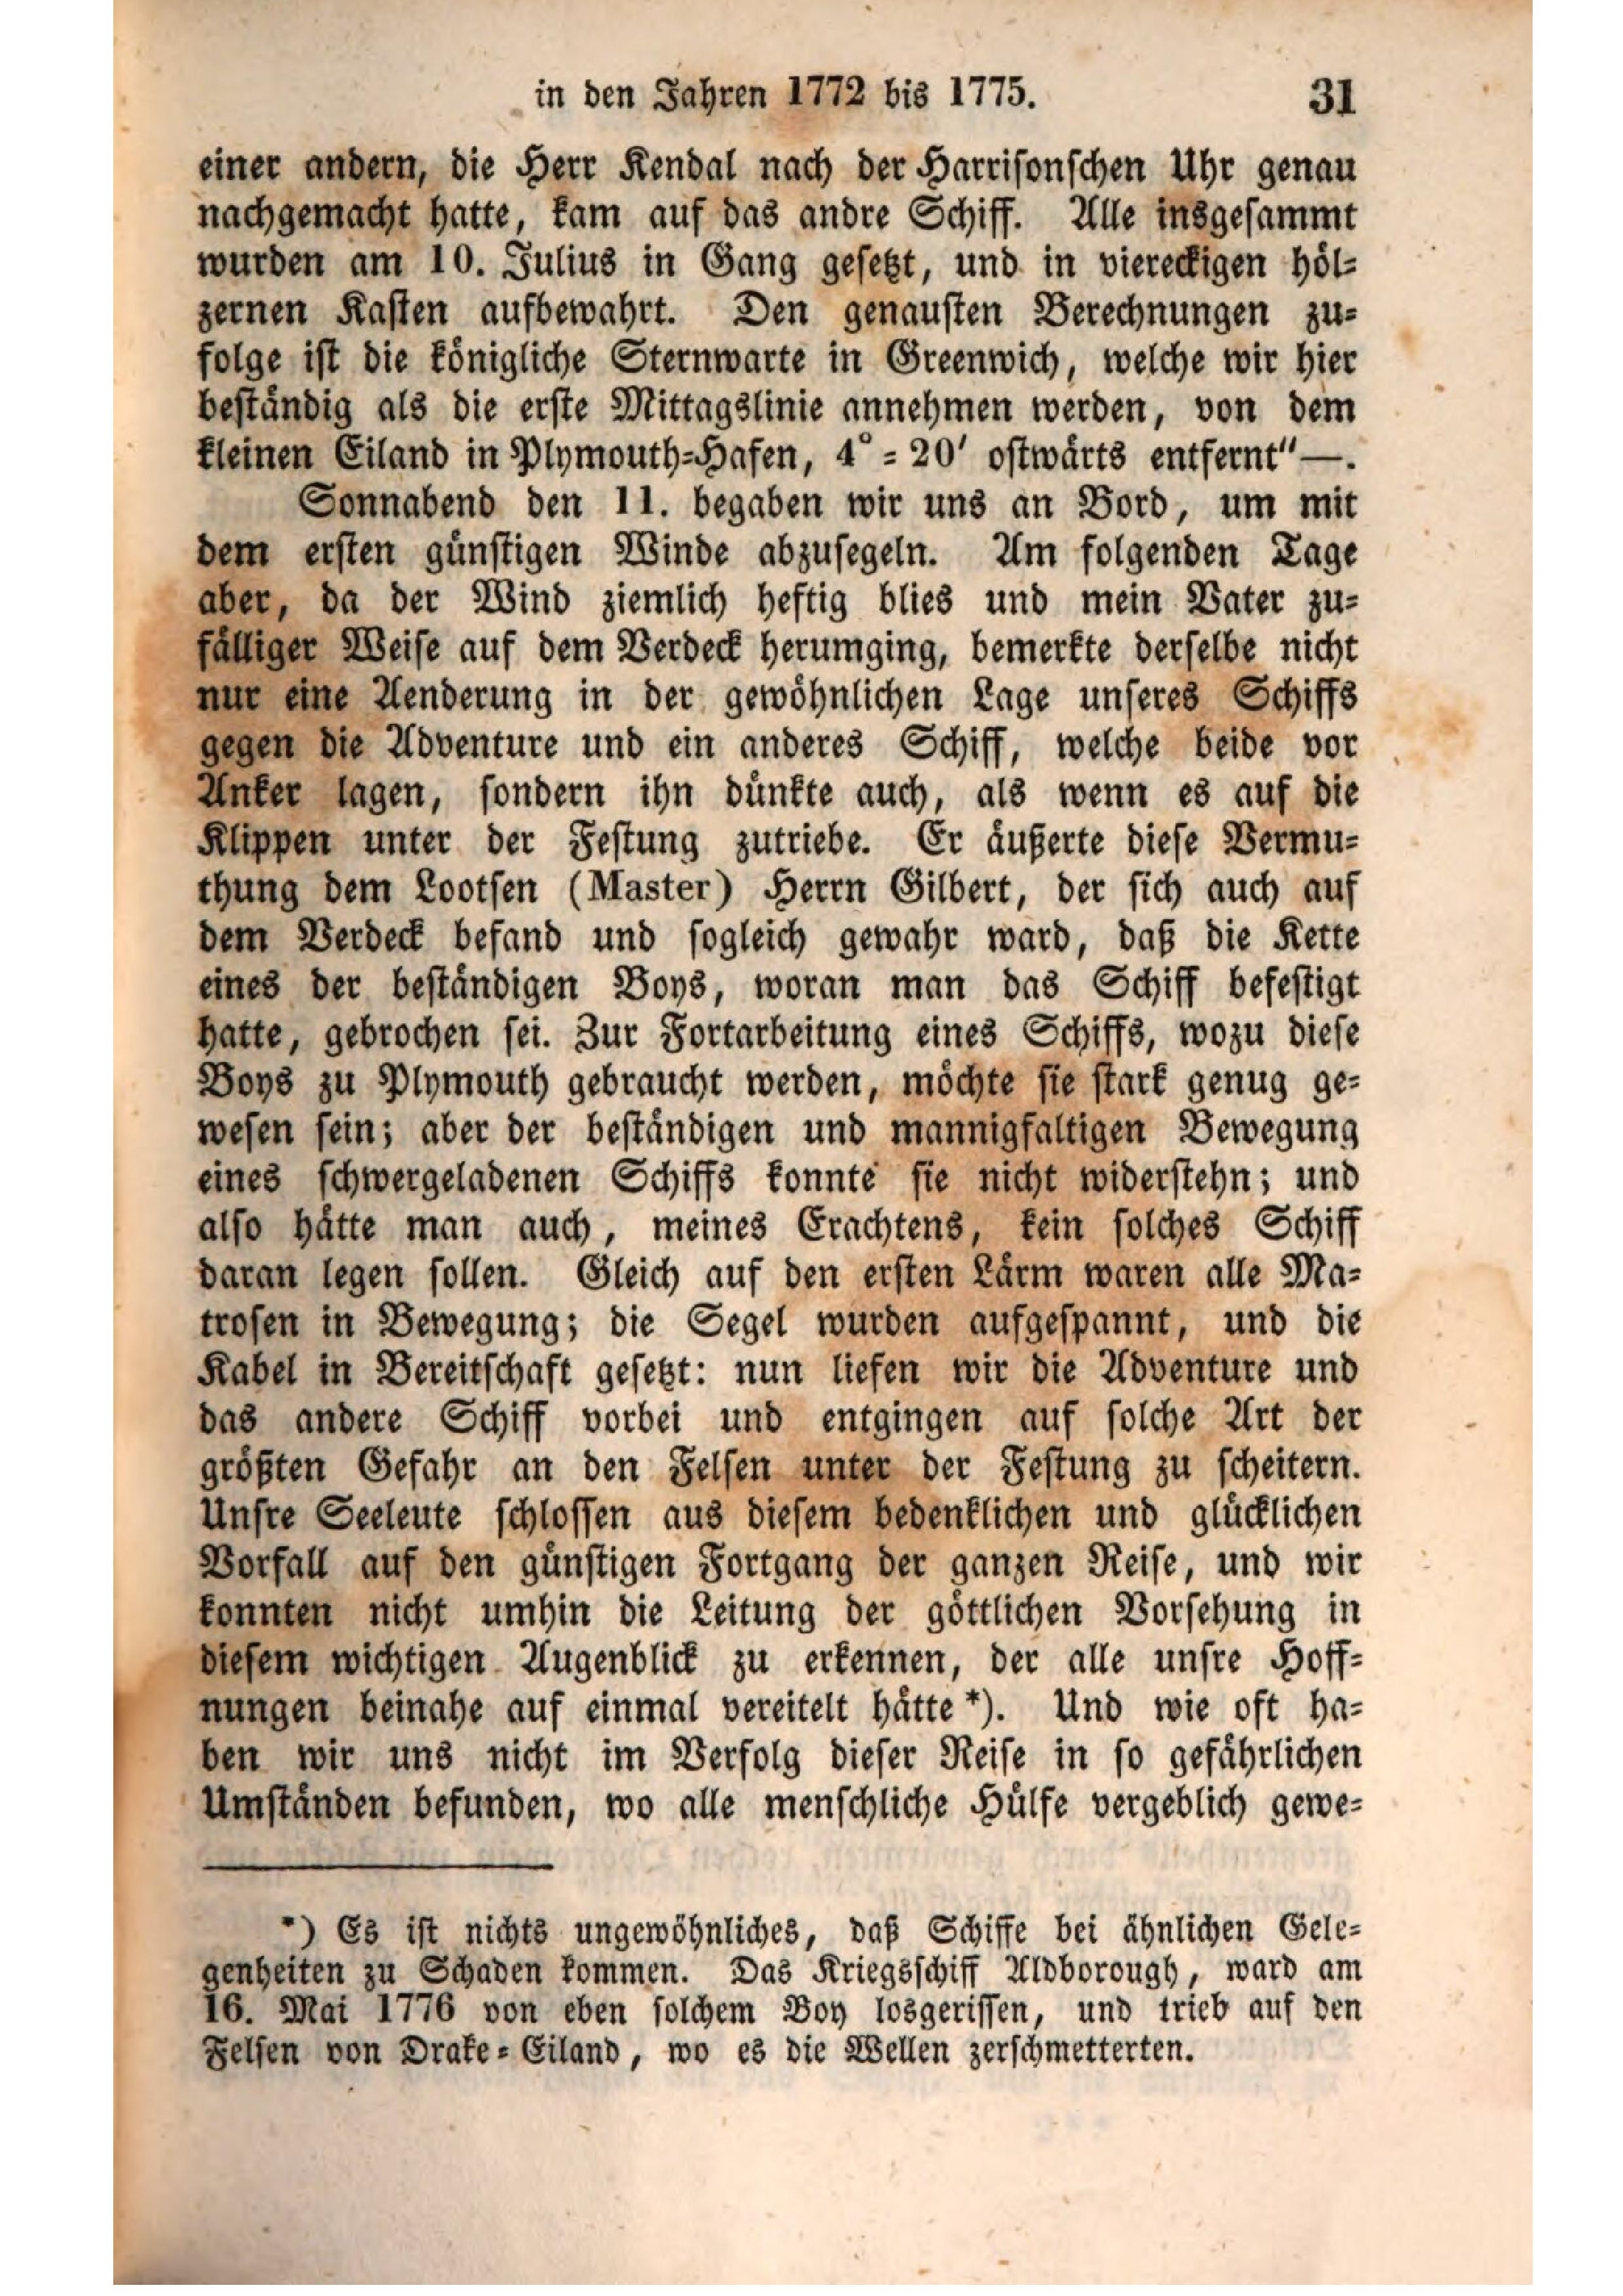 in den Jahren 1772 bis 1775. 31
einer andern, die Herr Kendal nach der Harrisonschen Uhr genau
nachgemacht hatte, kam auf das andre Schiff. Alle insgesammt
wurden am 10. Julius in Gang gesetzt, und in viereckigen höl-
zernen Kasten aufbewahrt. Den genausten Berechnungen zu-
folge ist die königliche Sternwarte in Greenwich, welche wir hier
beständig als die erste Mittagslinie annehmen werden, von dem
kleinen Eiland in Plymouth-Hafen, 4° - 20' ostwärts entfernt"—.
Sonnabend den 11. begaben wir uns an Bord, um mit
dem ersten günstigen Winde abzusegeln. Am folgenden Tage
aber, da der Wind ziemlich heftig blies und mein Vater zu-
fälliger Weise auf dem Verdeck herumging, bemerkte derselbe nicht
nur eine Aenderung in der gewöhnlichen Lage unseres Schiffs
gegen die Adventure und ein anderes Schiff, welche beide vor
Anker lagen, sondern ihn dünkte auch, als wenn es auf die
Klippen unter der Festung zutriebe. Er äußerte diese Vermu-
thung dem Lootsen (Master) Herrn Gilbert, der sich auch auf
dem Verdeck befand und sogleich gewahr ward, daß die Kette
eines der beständigen Boys, woran man das Schiff befestigt
hatte, gebrochen sei. Zur Fortarbeitung eines Schiffs, wozu diese
Boys zu Plymouth gebraucht werden, möchte sie stark genug ge-
wesen sein; aber der beständigen und mannigfaltigen Bewegung
eines schwergeladenen Schiffs konnte sie nicht widerstehn; und
also hätte man auch, meines Erachtens, kein solches Schiff
daran legen sollen. Gleich auf den ersten Lärm waren alle Ma-
trosen in Bewegung; die Segel wurden aufgespannt, und die
Kabel in Bereitschaft gesetzt: nun liefen wir die Adventure und
das andere Schiff vorbei und entgingen auf solche Art der
größten Gefahr an den Felsen unter der Festung zu scheitern.
Unsre Seeleute schlossen aus diesem bedenklichen und glücklichen
Vorfall auf den günstigen Fortgang der ganzen Reise, und wir
konnten nicht umhin die Leitung der göttlichen Vorsehung in
diesem wichtigen Augenblick zu erkennen, der alle unsre Hoff-
nungen beinahe auf einmal vereitelt hätte *). Und wie oft ha-
ben wir uns nicht im Verfolg dieser Reise in so gefährlichen
Umständen befunden, wo alle menschliche Hülfe vergeblich gewe-
*) Es ist nichts ungewöhnliches, daß Schiffe bei ähnlichen Gele-
genheiten zu Schaden kommen. Das Kriegsschiff Aldborough, ward am
16. Mai 1776 von eben solchem Boy losgerissen, und trieb auf den
Felsen von Drake-Eiland, wo es die Wellen zerschmetterten.